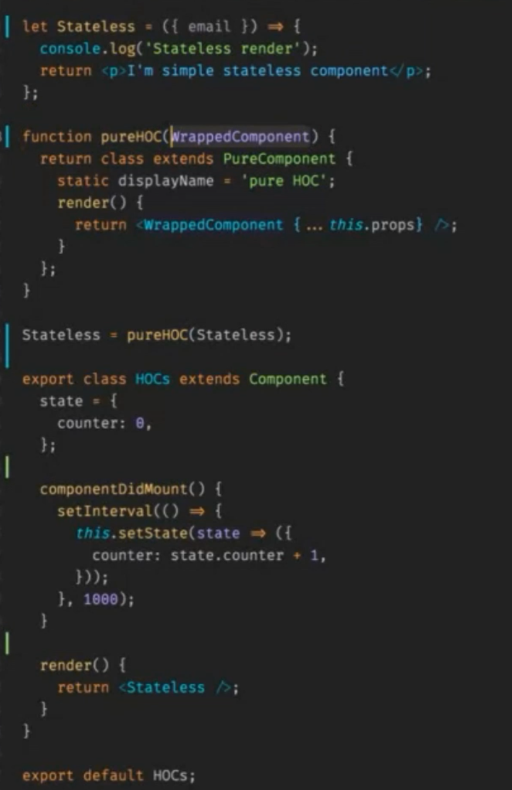 let Stateless = ({ email }) => {
  console.log('Stateless render');
  return <p>I'm simple stateless component</p>;
};

function pureHOC(WrappedComponent) {
  return class extends PureComponent {
    static displayName = 'pure HOC';
    render() {
      return <WrappedComponent {...this.props} />;
    }
  };
}

Stateless = pureHOC(Stateless);

export class HOCs extends Component {
  state = {
    counter: 0,
  };

  componentDidMount() {
    setInterval(() => {
      this.setState(state => ({
        counter: state.counter + 1,
      }));
    }, 1000);
  }

  render() {
    return <Stateless />;
  }
}

export default HOCs;